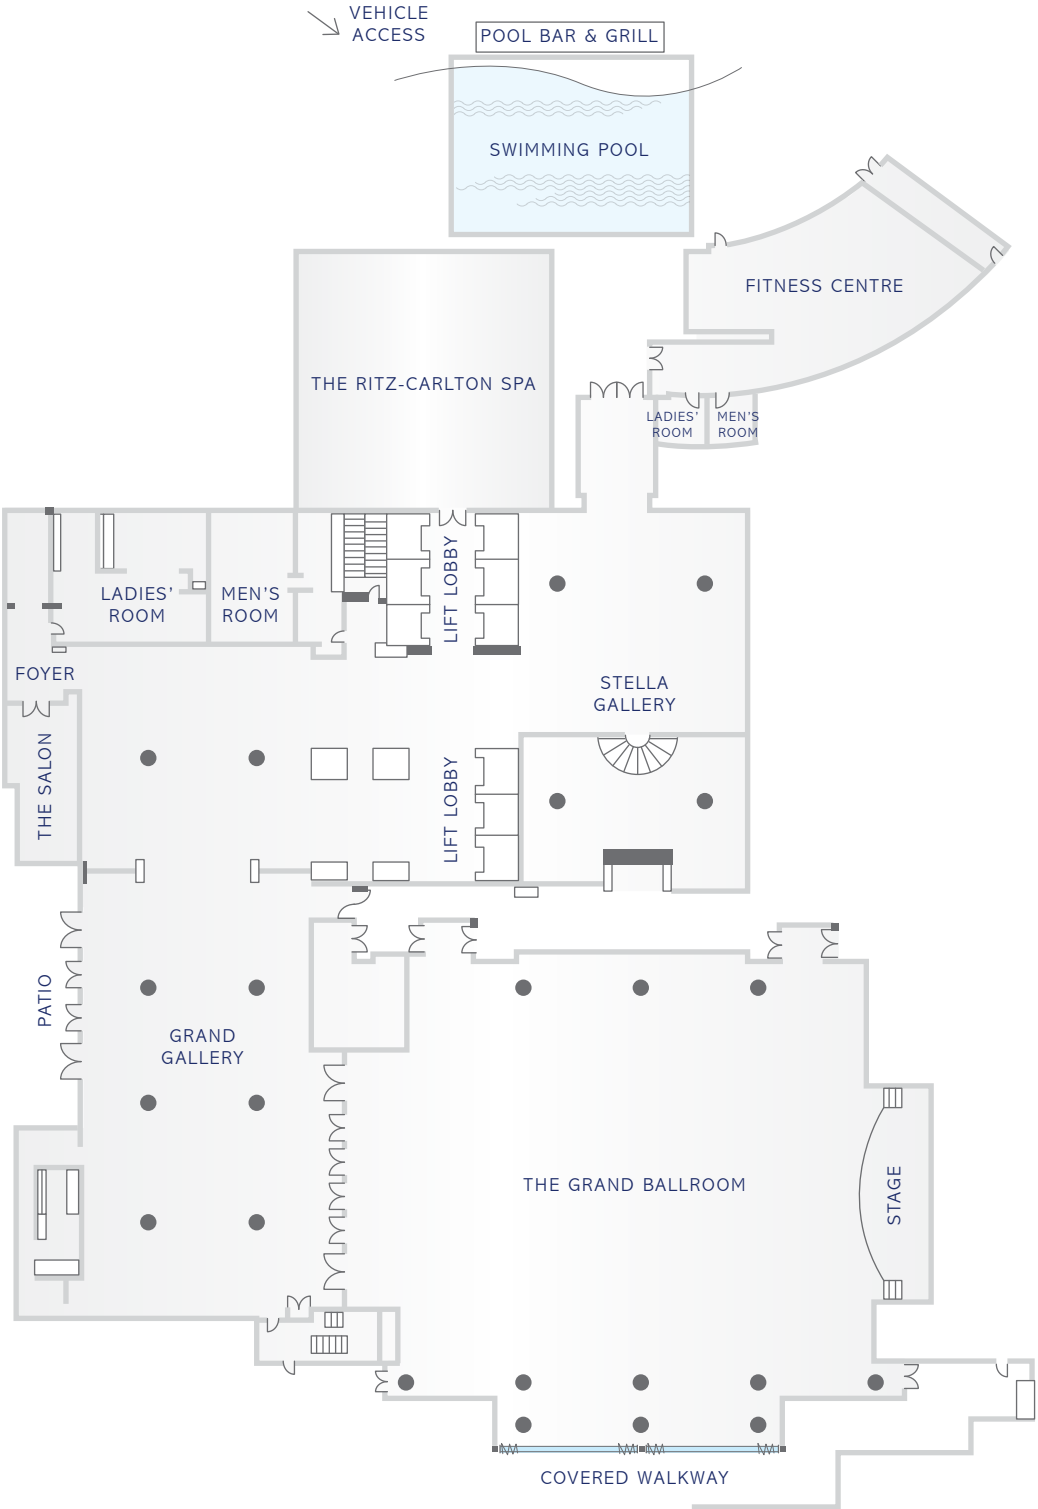 VEHICLE
ACCESS
POOL BAR & GRILL
SWIMMING POOL
FITNESS CENTRE
THE RITZ-CARLTON SPA
LADIES'
ROOM
MEN'S
ROOM
LADIES'
ROOM
MEN'S
ROOM
LIFT LOBBY
FOYER
STELLA
GALLERY
THE SALON
LIFT LOBBY
PATIO
GRAND
GALLERY
THE GRAND BALLROOM
STAGE
COVERED WALKWAY